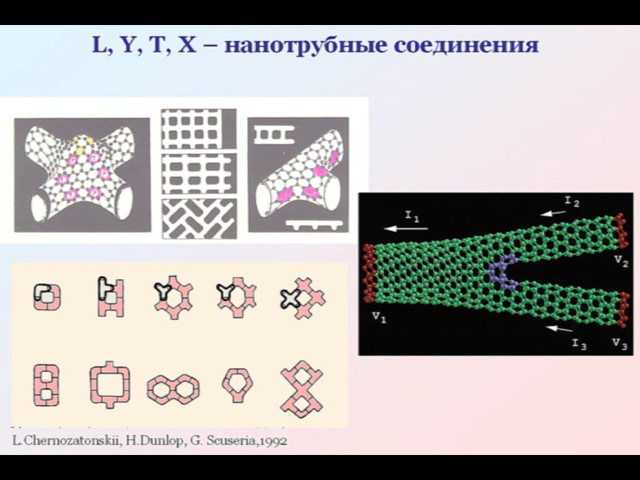 L, Y, T, X – нанотрубные соединения
I1
I2
V2
V1
I3
V3
L.Chernozatonskii, H.Dunlop, G. Scuseria,1992